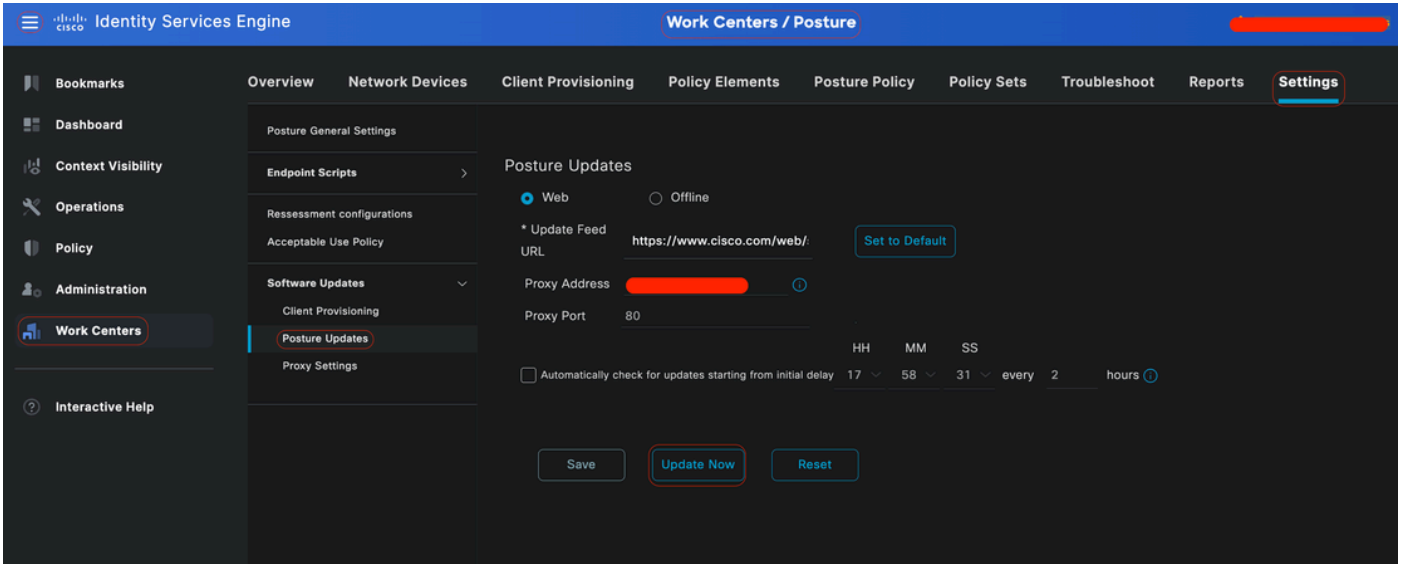 cisco Identity Services Engine
Work Centers / Posture
Bookmarks
Dashboard
Context Visibility
Operations
Policy
Administration
Work Centers
? Interactive Help
Overview Network Devices Client Provisioning Policy Elements Posture Policy Policy Sets Troubleshoot Reports Settings
Posture General Settings
Endpoint Scripts
Ressessment configurations
Acceptable Use Policy
Software Updates
Client Provisioning
Posture Updates
Proxy Settings
Posture Updates
Web Offline
* Update Feed
URL
https://www.cisco.com/web/
Set to Default
Proxy Address
Proxy Port 80
HH MM SS
Automatically check for updates starting from initial delay 17 58 31 every 2 hours
Save Update Now Reset